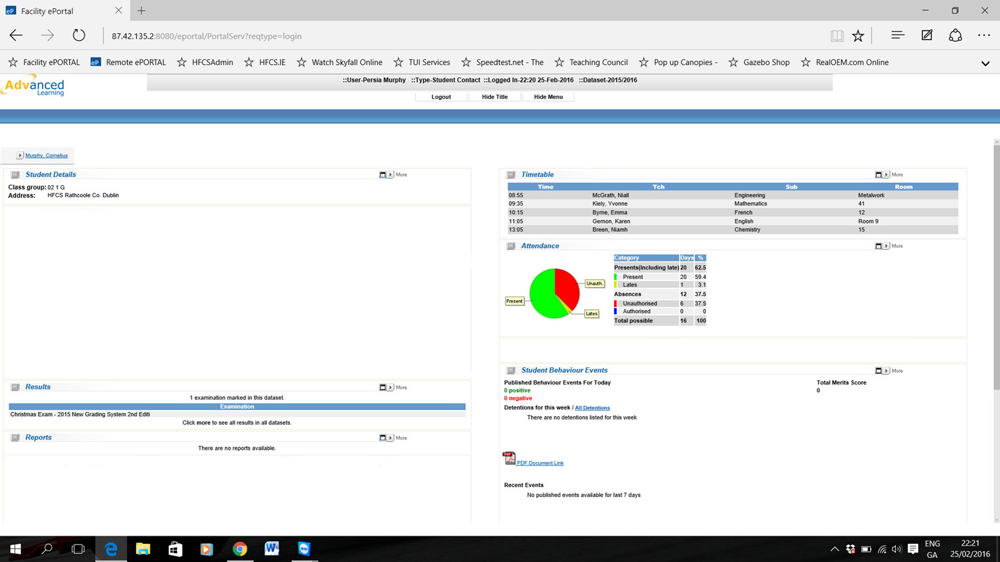 eP Facility ePortal
87.42.135.2:8080/eportal/PortalServ?reqtype=login
Facility ePORTAL eP Remote ePORTAL HFCSAdmin HFCS.IE Watch Skyfall Online TUI Services Speedtest.net - The Teaching Council Pop up Canopies - Gazebo Shop RealOEM.com Online
Advanced
Learning
::User-Persia Murphy ::Type-Student Contact ::Logged In-22:20 25-Feb-2016 ::Dataset-2015/2016
Logout Hide Title Hide Menu
Murphy, Cornelius
Student Details More
Class group: 02 1 G
Address: HFCS Rathcoole Co. Dublin
Results More
1 examination marked in this dataset.
Examination
Christmas Exam - 2015 New Grading System 2nd Editi
Click more to see all results in all datasets.
Reports More
There are no reports available.
Timetable More
Time Tch Sub Room
08:55 McGrath, Niall Engineering Metalwork
09:35 Kiely, Yvonne Mathematics 41
10:15 Byrne, Emma French 12
11:05 Gernon, Karen English Room 9
13:05 Breen, Niamh Chemistry 15
Attendance More
Present
Unauth.
Lates
Category Days %
Presents(Including late) 20 62.5
Present 20 59.4
Lates 1 3.1
Absences 12 37.5
Unauthorised 6 37.5
Authorised 0 0
Total possible 16 100
Student Behaviour Events More
Published Behaviour Events For Today Total Merits Score
0 positive 0
0 negative
Detentions for this week / All Detentions
There are no detentions listed for this week
PDF Document Link
Recent Events
No published events available for last 7 days
ENG
GA
22:21
25/02/2016